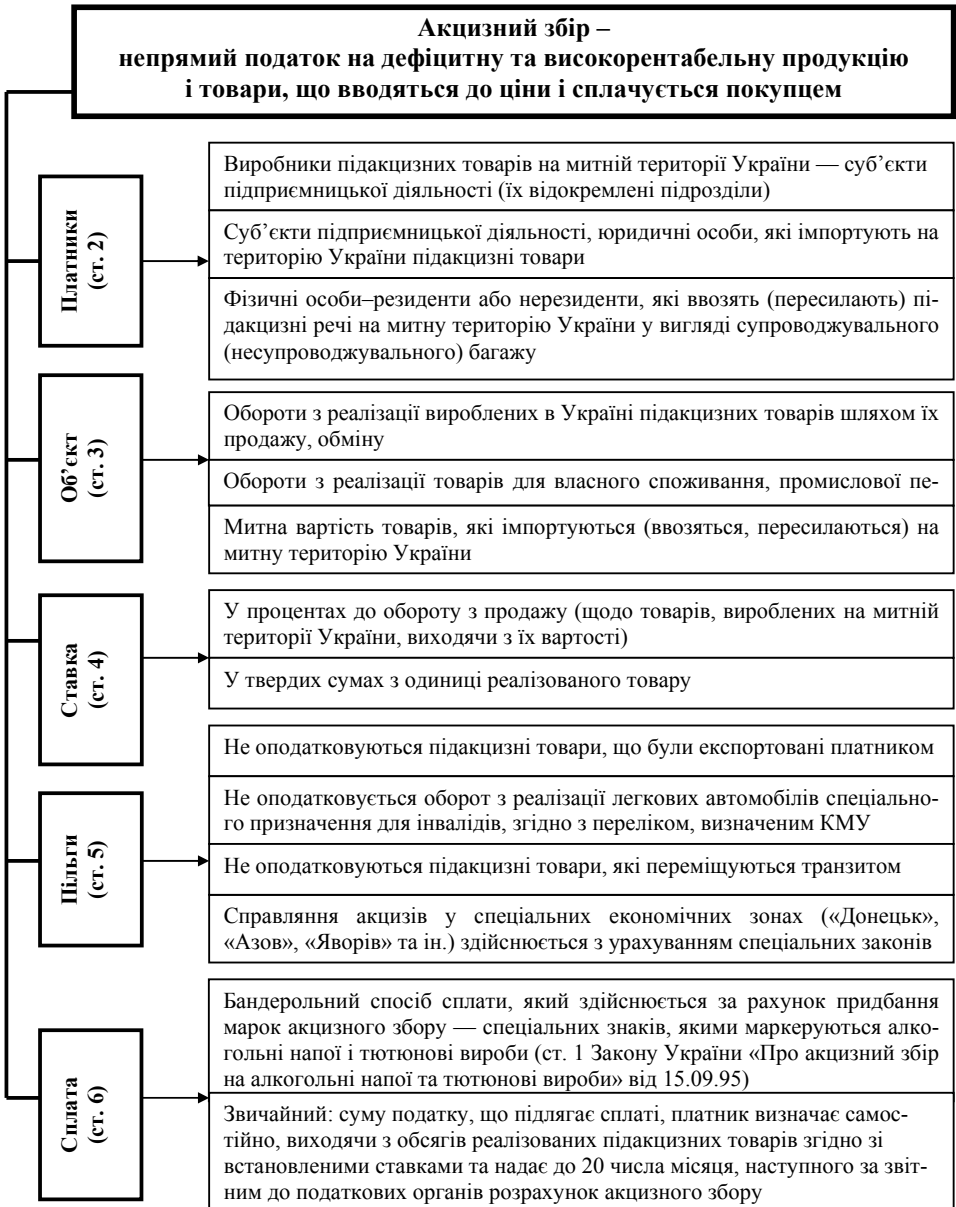 Акцизний збір –
непрямий податок на дефіцитну та високорентабельну продукцію
і товари, що вводяться до ціни і сплачується покупцем
Платники
(ст. 2)
Виробники підакцизних товарів на митній території України — суб’єкти
підприємницької діяльності (їх відокремлені підрозділи)
Суб’єкти підприємницької діяльності, юридичні особи, які імпортують на
територію України підакцизні товари
Фізичні особи–резиденти або нерезиденти, які ввозять (пересилають) пі-
дакцизні речі на митну територію України у вигляді супроводжувального
(несупроводжувального) багажу
Об’єкт
(ст. 3)
Обороти з реалізації вироблених в Україні підакцизних товарів шляхом їх
продажу, обміну
Обороти з реалізації товарів для власного споживання, промислової пе-
Митна вартість товарів, які імпортуються (ввозяться, пересилаються) на
митну територію України
Ставка
(ст. 4)
У процентах до обороту з продажу (щодо товарів, вироблених на митній
території України, виходячи з їх вартості)
У твердих сумах з одиниці реалізованого товару
Пільги
(ст. 5)
Не оподатковуються підакцизні товари, що були експортовані платником
Не оподатковується оборот з реалізації легкових автомобілів спеціально-
го призначення для інвалідів, згідно з переліком, визначеним КМУ
Не оподатковуються підакцизні товари, які переміщуються транзитом
Справляння акцизів у спеціальних економічних зонах («Донецьк»,
«Азов», «Яворів» та ін.) здійснюється з урахуванням спеціальних законів
Сплата
(ст. 6)
Бандерольний спосіб сплати, який здійснюється за рахунок придбання
марок акцизного збору — спеціальних знаків, якими маркеруються алко-
гольні напої і тютюнові вироби (ст. 1 Закону України «Про акцизний збір
на алкогольні напої та тютюнові вироби» від 15.09.95)
Звичайний: суму податку, що підлягає сплаті, платник визначає самос-
тійно, виходячи з обсягів реалізованих підакцизних товарів згідно зі
встановленими ставками та надає до 20 числа місяця, наступного за звіт-
ним до податкових органів розрахунок акцизного збору